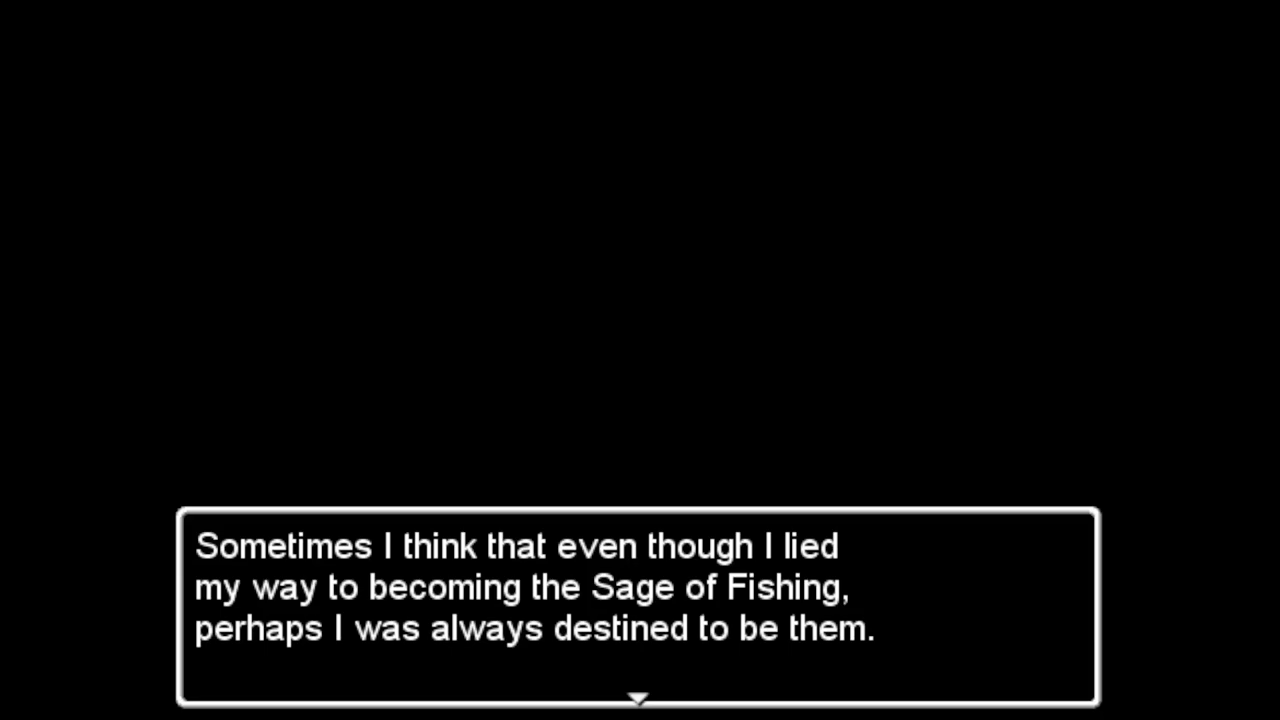 Sometimes I think that even though I lied
my way to becoming the Sage of Fishing,
perhaps I was always destined to be them.